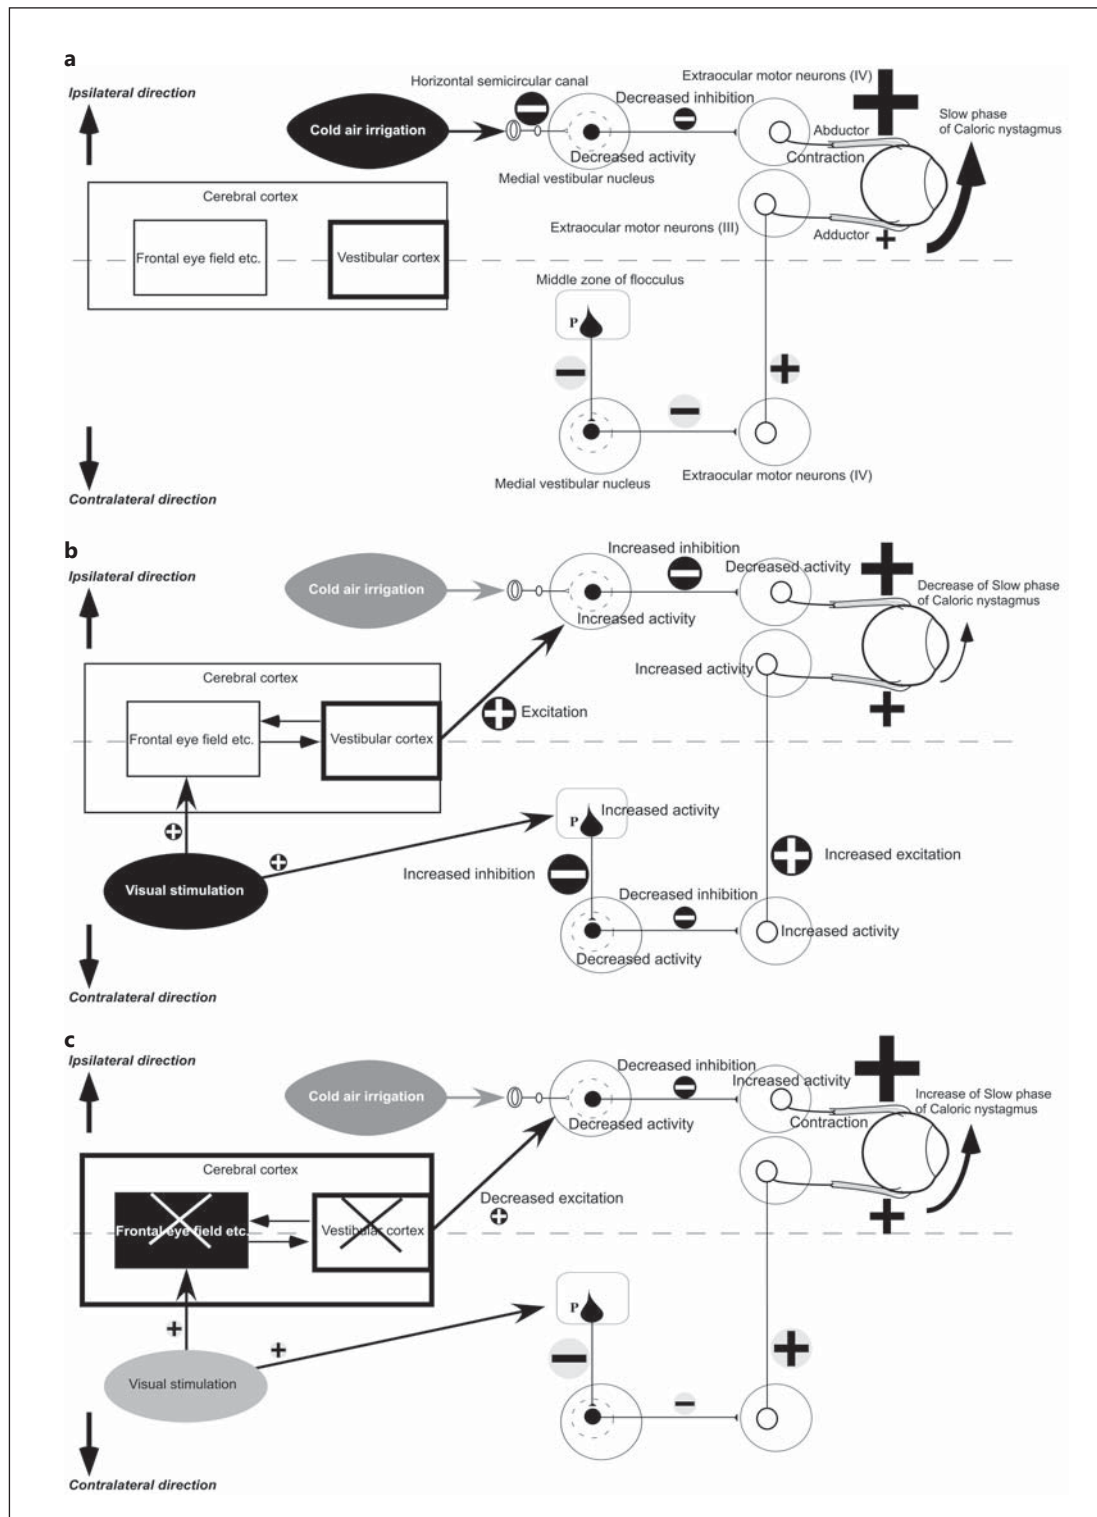 a
Ipsilateral direction
Cold air irrigation
Horizontal semicircular canal
Decreased activity
Medial vestibular nucleus
Decreased inhibition
Extraocular motor neurons (IV)
Abductor
Contraction
Slow phase
of Caloric nystagmus
Cerebral cortex
Frontal eye field etc.
Vestibular cortex
Extraocular motor neurons (III)
Adductor
Middle zone of flocculus
P
Medial vestibular nucleus
Extraocular motor neurons (IV)
Contralateral direction
b
Ipsilateral direction
Cold air irrigation
Increased inhibition
Decreased activity
Increased activity
Decrease of Slow phase
of Caloric nystagmus
Cerebral cortex
Frontal eye field etc.
Vestibular cortex
Excitation
Increased activity
Visual stimulation
P
Increased activity
Increased inhibition
Decreased inhibition
Decreased activity
Increased excitation
Increased activity
Contralateral direction
c
Ipsilateral direction
Cold air irrigation
Decreased inhibition
Decreased activity
Increased activity
Contraction
Increase of Slow phase
of Caloric nystagmus
Cerebral cortex
Frontal eye field etc.
Vestibular cortex
Decreased excitation
P
Visual stimulation
Contralateral direction